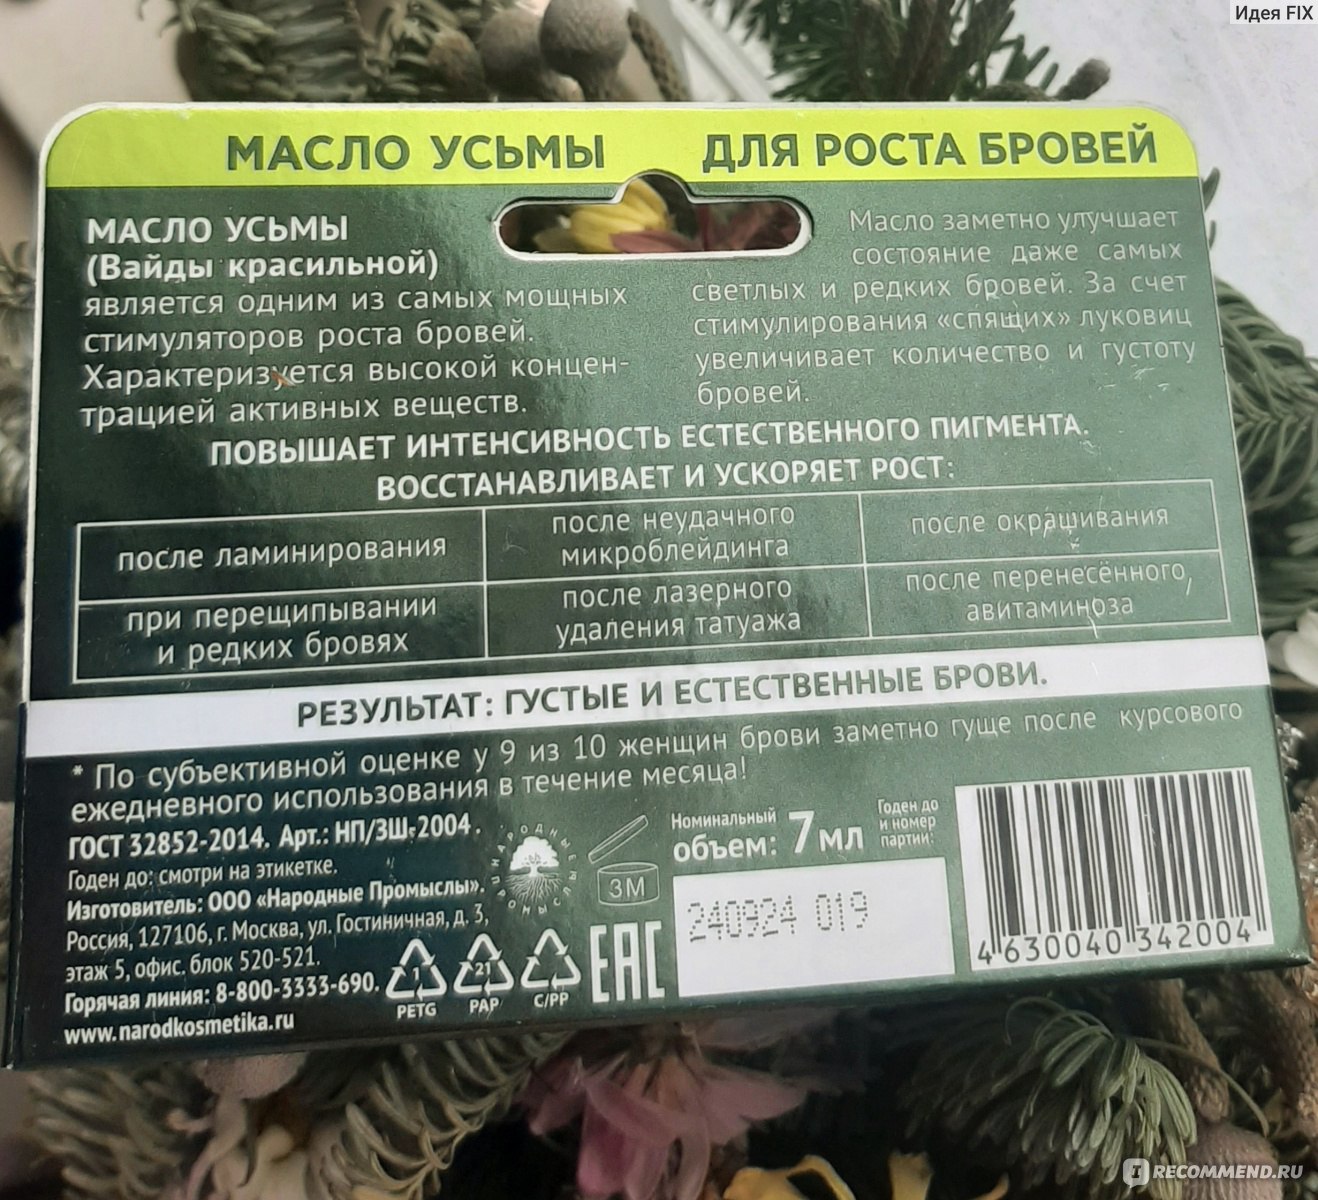 Идея FIX
МАСЛО УСЬМЫ ДЛЯ РОСТА БРОВЕЙ
МАСЛО УСЬМЫ
(Вайды красильной)
является одним из самых мощных
стимуляторов роста бровей.
Характеризуется высокой концен-
трацией активных веществ.
Масло заметно улучшает
состояние даже самых
светлых и редких бровей. За счет
стимулирования «спящих» луковиц
увеличивает количество и густоту
бровей.
ПОВЫШАЕТ ИНТЕНСИВНОСТЬ ЕСТЕСТВЕННОГО ПИГМЕНТА.
ВОССТАНАВЛИВАЕТ И УСКОРЯЕТ РОСТ:
после ламинирования
после неудачного
микроблейдинга
после окрашивания
при перещипывании
и редких бровях
после лазерного
удаления татуажа
после перенесённого
авитаминоза
РЕЗУЛЬТАТ: ГУСТЫЕ И ЕСТЕСТВЕННЫЕ БРОВИ.
* По субъективной оценке у 9 из 10 женщин брови заметно гуще после курсового
ежедневного использования в течение месяца!
ГОСТ 32852-2014. Арт.: НП/ЗШ-2004.
Годен до: смотри на этикетке.
Изготовитель: ООО «Народные Промыслы».
Россия, 127106, г. Москва, ул. Гостиничная, д. 3,
этаж 5, офис. блок 520-521.
Горячая линия: 8-800-3333-690.
www.narodkosmetika.ru
НАРОДНЫЕ ПРОМЫСЛЫ
3М
1
PETG
21
PAP
C/PP
EAC
Номинальный
объем: 7 мл
Годен до
и номер
партии:
240924 019
4 630040 342004
RECOMMEND.RU